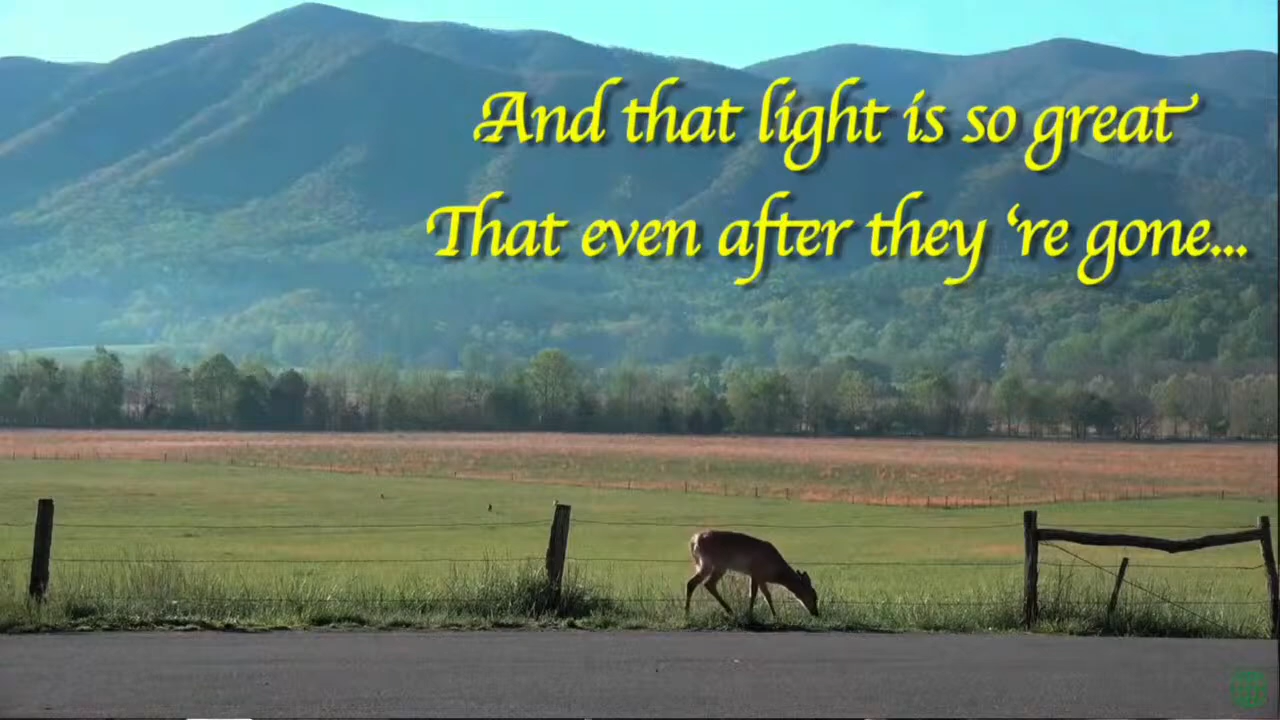 And that light is so great
That even after they ‘re gone...